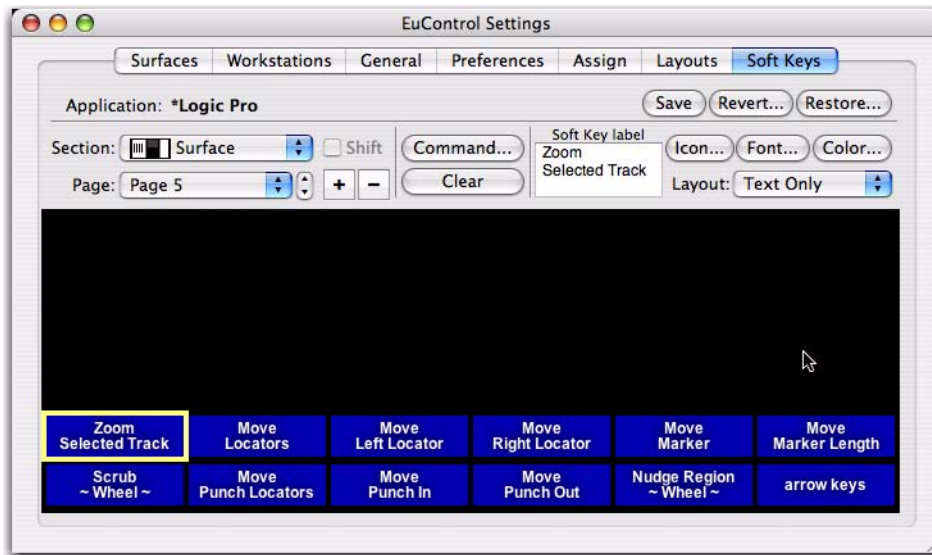 EuControl Settings
Surfaces Workstations General Preferences Assign Layouts Soft Keys
Application: *Logic Pro Save Revert... Restore...
Section: Surface Shift Command... Soft Key label Icon... Font... Color...
Zoom
Selected Track
Page: Page 5 + - Clear Layout: Text Only
Zoom
Selected Track
Move
Locators
Move
Left Locator
Move
Right Locator
Move
Marker
Move
Marker Length
Scrub
~ Wheel ~
Move
Punch Locators
Move
Punch In
Move
Punch Out
Nudge Region
~ Wheel ~
arrow keys